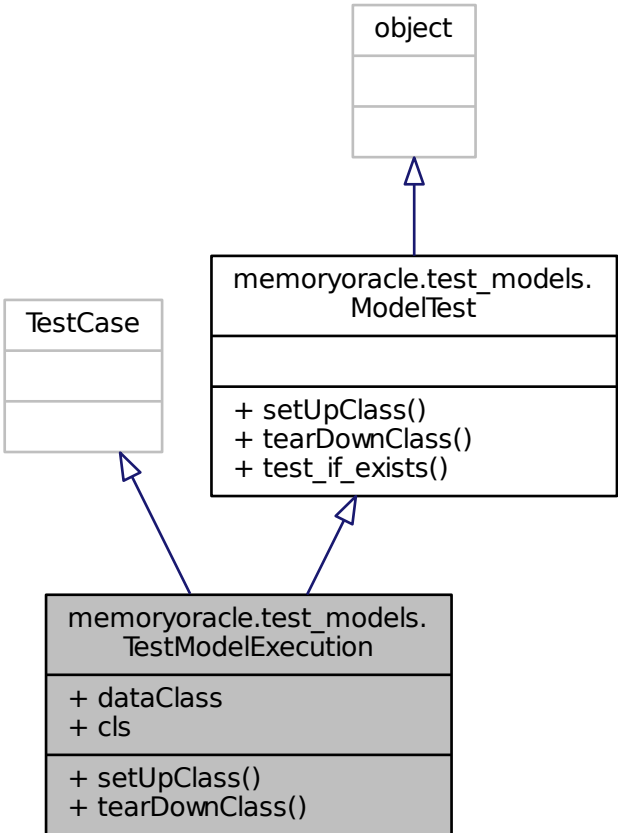 object
memoryoracle.test_models.
ModelTest
+ setUpClass()
+ tearDownClass()
+ test_if_exists()
TestCase
memoryoracle.test_models.
TestModelExecution
+ dataClass
+ cls
+ setUpClass()
+ tearDownClass()